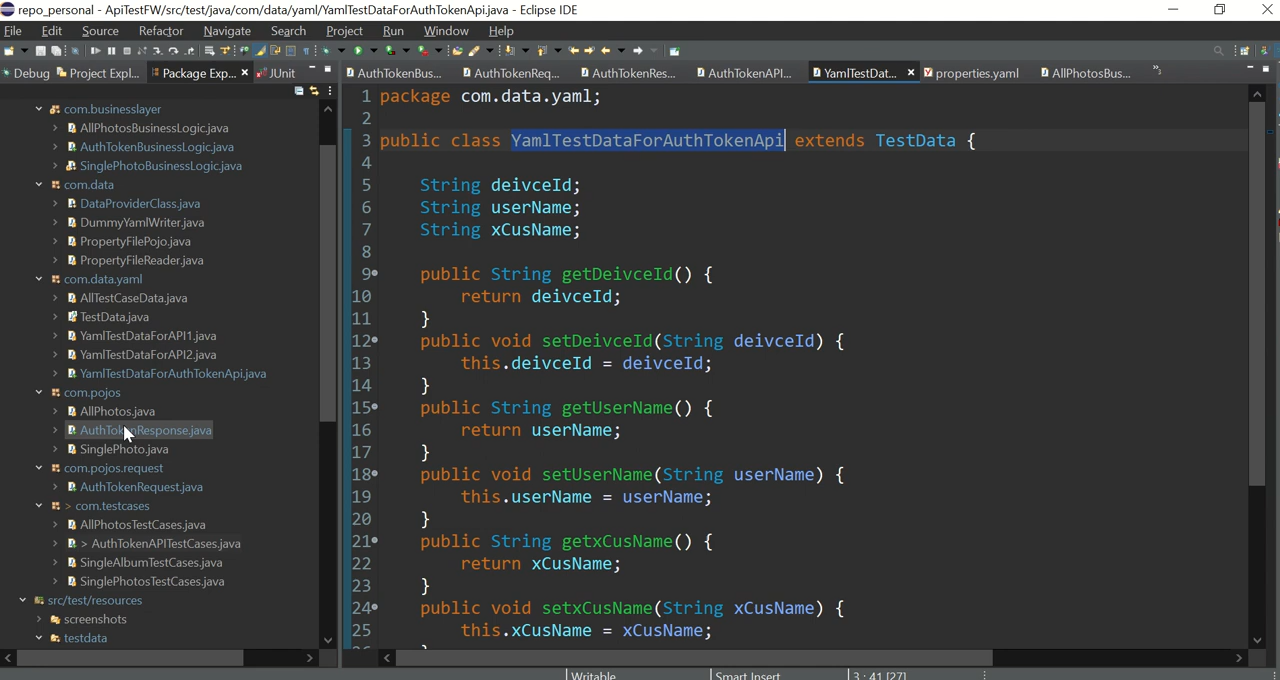 repo_personal - ApiTestFW/src/test/java/com/data/yaml/YamlTestDataForAuthTokenApi.java - Eclipse IDE
File Edit Source Refactor Navigate Search Project Run Window Help
Debug Project Expl... Package Exp... JUnit
AuthTokenBus... AuthTokenReq... AuthTokenRes... AuthTokenAPI... YamlTestDat... properties.yaml AllPhotosBus... »3
com.businesslayer
AllPhotosBusinessLogic.java
AuthTokenBusinessLogic.java
SinglePhotoBusinessLogic.java
com.data
DataProviderClass.java
DummyYamlWriter.java
PropertyFilePojo.java
PropertyFileReader.java
com.data.yaml
AllTestCaseData.java
TestData.java
YamlTestDataForAPI1.java
YamlTestDataForAPI2.java
YamlTestDataForAuthTokenApi.java
com.pojos
AllPhotos.java
AuthTokenResponse.java
SinglePhoto.java
com.pojos.request
AuthTokenRequest.java
> com.testcases
AllPhotosTestCases.java
> AuthTokenAPITestCases.java
SingleAlbumTestCases.java
SinglePhotosTestCases.java
src/test/resources
screenshots
testdata
1 package com.data.yaml;
2
3 public class YamlTestDataForAuthTokenApi extends TestData {
4
5 String deivceId;
6 String userName;
7 String xCusName;
8
9 public String getDeivceId() {
10 return deivceId;
11 }
12 public void setDeivceId(String deivceId) {
13 this.deivceId = deivceId;
14 }
15 public String getUserName() {
16 return userName;
17 }
18 public void setUserName(String userName) {
19 this.userName = userName;
20 }
21 public String getxCusName() {
22 return xCusName;
23 }
24 public void setxCusName(String xCusName) {
25 this.xCusName = xCusName;
26 }
Writable Smart Insert 3 : 41 [27]